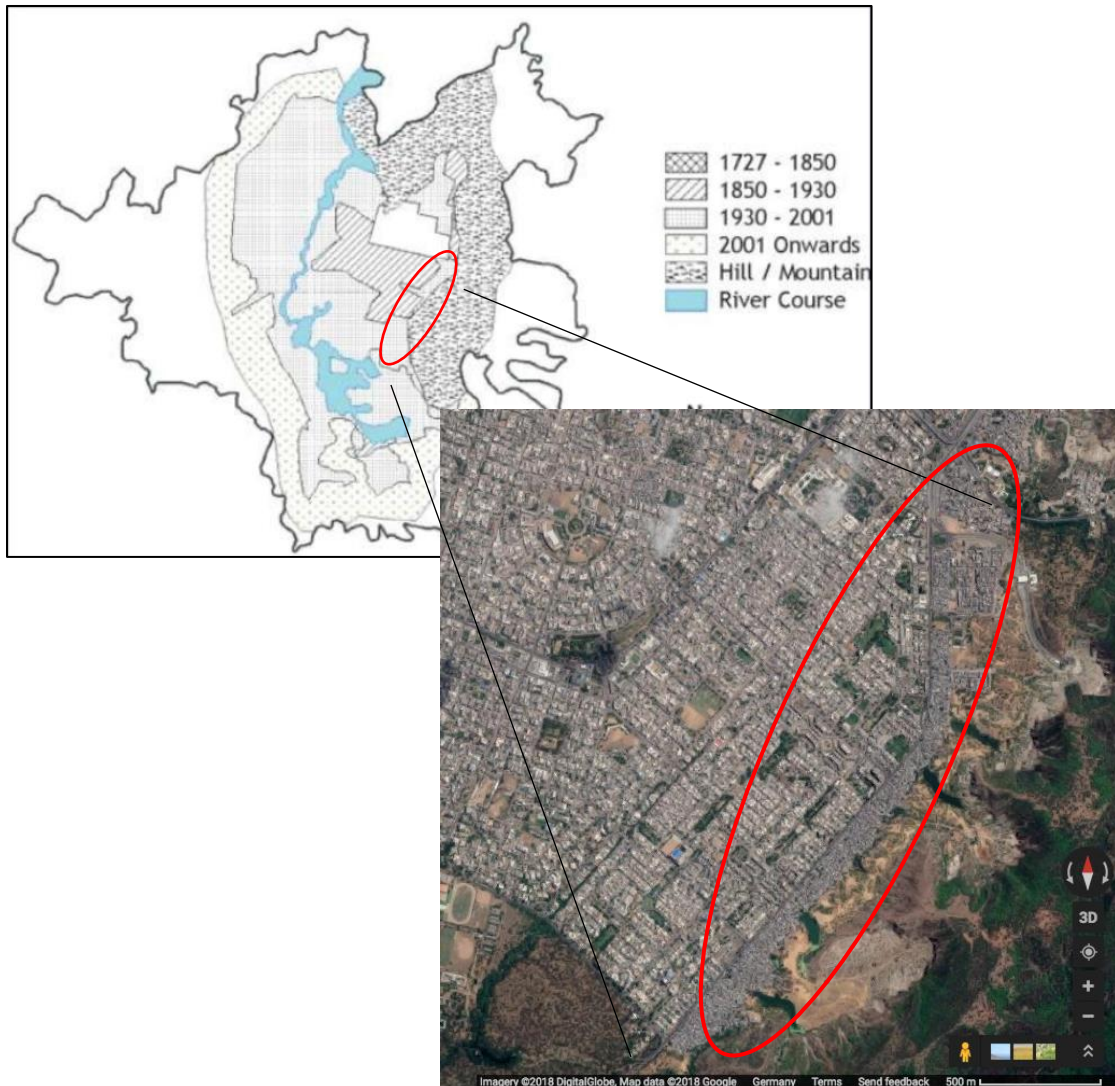 1727 - 1850
1850 - 1930
1930 - 2001
2001 Onwards
Hill / Mountain
River Course
3D
Imagery ©2018 DigitalGlobe, Map data ©2018 Google Germany Terms Send feedback 500 m